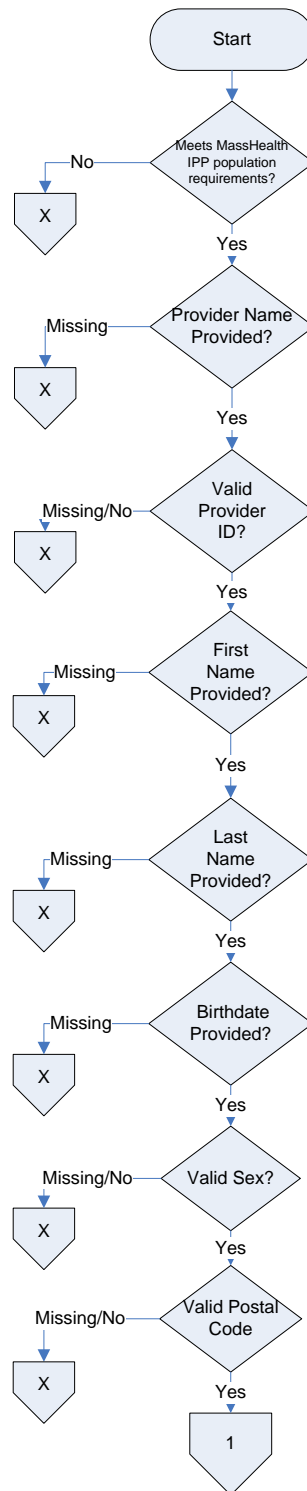 Start
Meets MassHealth
IPP population
requirements?
No
X
Yes
Provider Name
Provided?
Missing
X
Yes
Valid
Provider
ID?
Missing/No
X
Yes
First
Name
Provided?
Missing
X
Yes
Last
Name
Provided?
Missing
X
Yes
Birthdate
Provided?
Missing
X
Yes
Valid Sex?
Missing/No
X
Yes
Valid Postal
Code
Missing/No
X
Yes
1